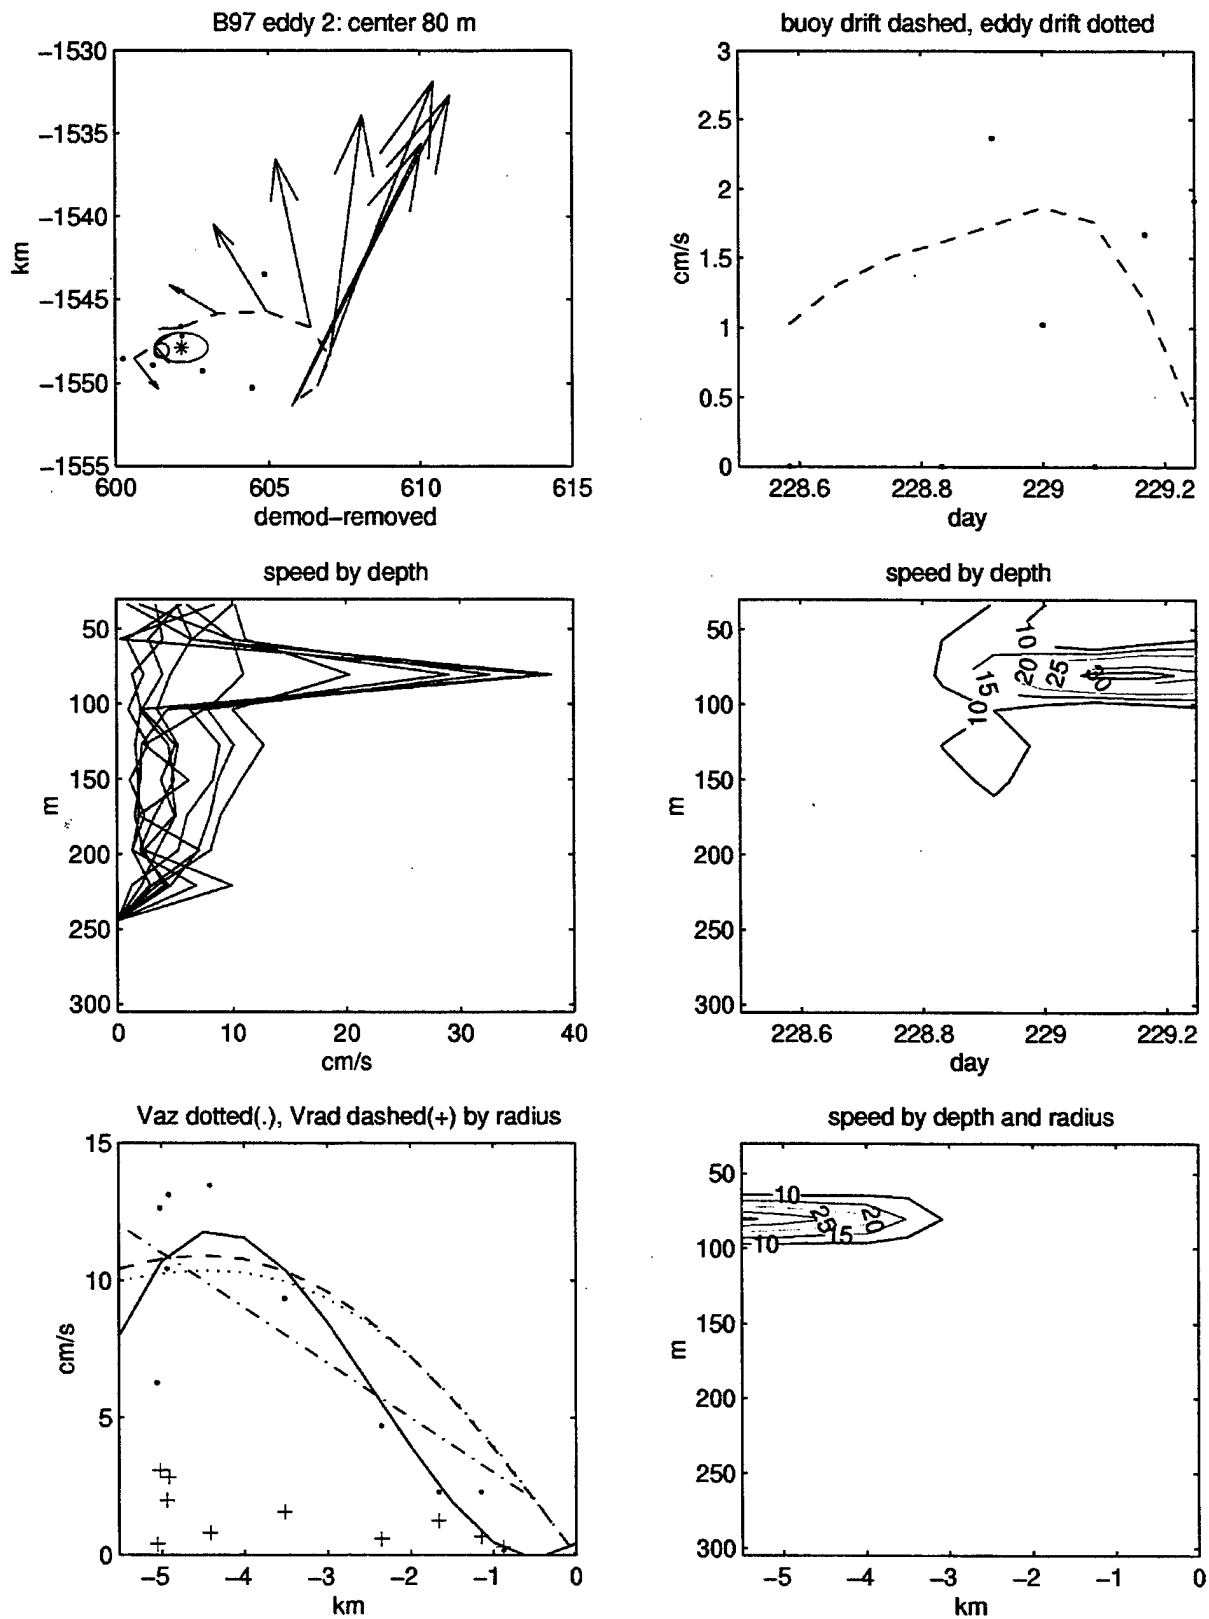 B97 eddy 2: center 80 m
−1530
−1535
−1540
−1545
−1550
−1555
km
600 605 610 615
demod−removed
buoy drift dashed, eddy drift dotted
3
2.5
2
1.5
1
0.5
0
cm/s
228.6 228.8 229 229.2
day
speed by depth
50
100
150
200
250
300
m
0 10 20 30 40
cm/s
speed by depth
50
100
150
200
250
300
m
10
15
20
25
30
10
228.6 228.8 229 229.2
day
Vaz dotted(.), Vrad dashed(+) by radius
15
10
5
0
cm/s
−5 −4 −3 −2 −1 0
km
speed by depth and radius
50
100
150
200
250
300
m
10
25
20
15
10
−5 −4 −3 −2 −1 0
km